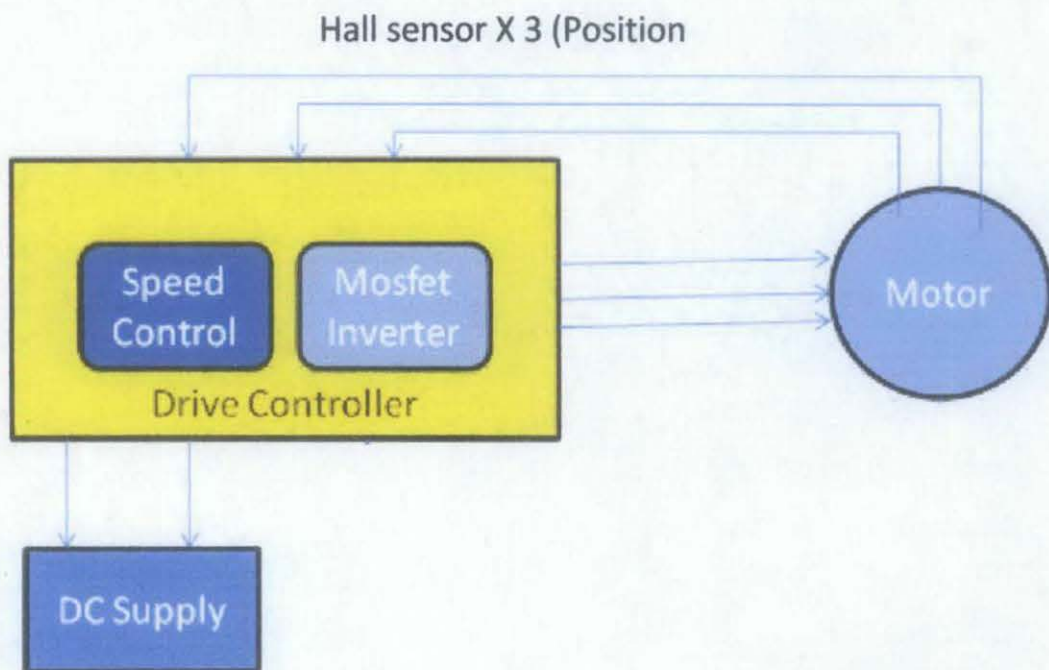 Hall sensor X 3 (Position
Speed
Control
Mosfet
Inverter
Motor
Drive Controller
DC Supply